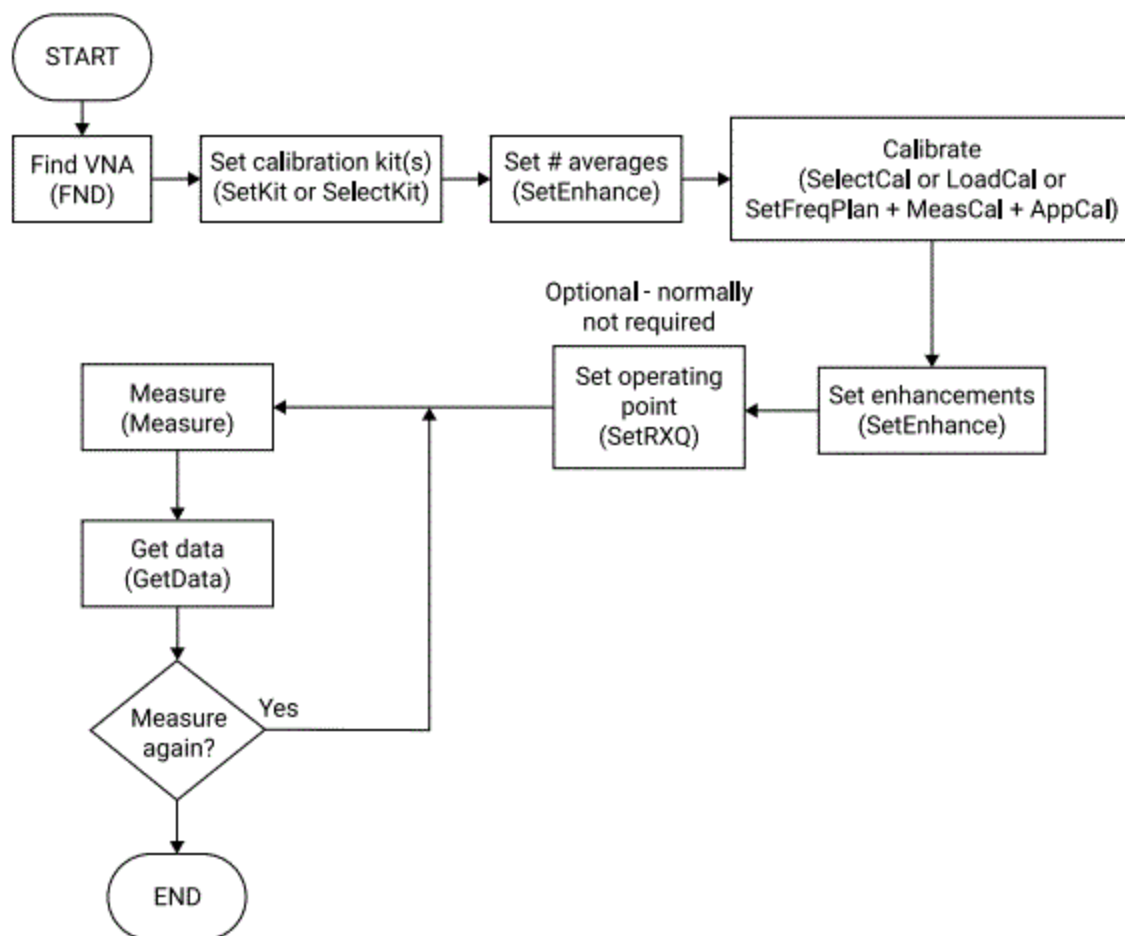 START
Find VNA
(FND)
Set calibration kit(s)
(SetKit or SelectKit)
Set # averages
(SetEnhance)
Calibrate
(SelectCal or LoadCal or
SetFreqPlan + MeasCal + AppCal)
Set enhancements
(SetEnhance)
Optional - normally
not required
Set operating
point
(SetRXQ)
Measure
(Measure)
Get data
(GetData)
Measure
again?
Yes
END